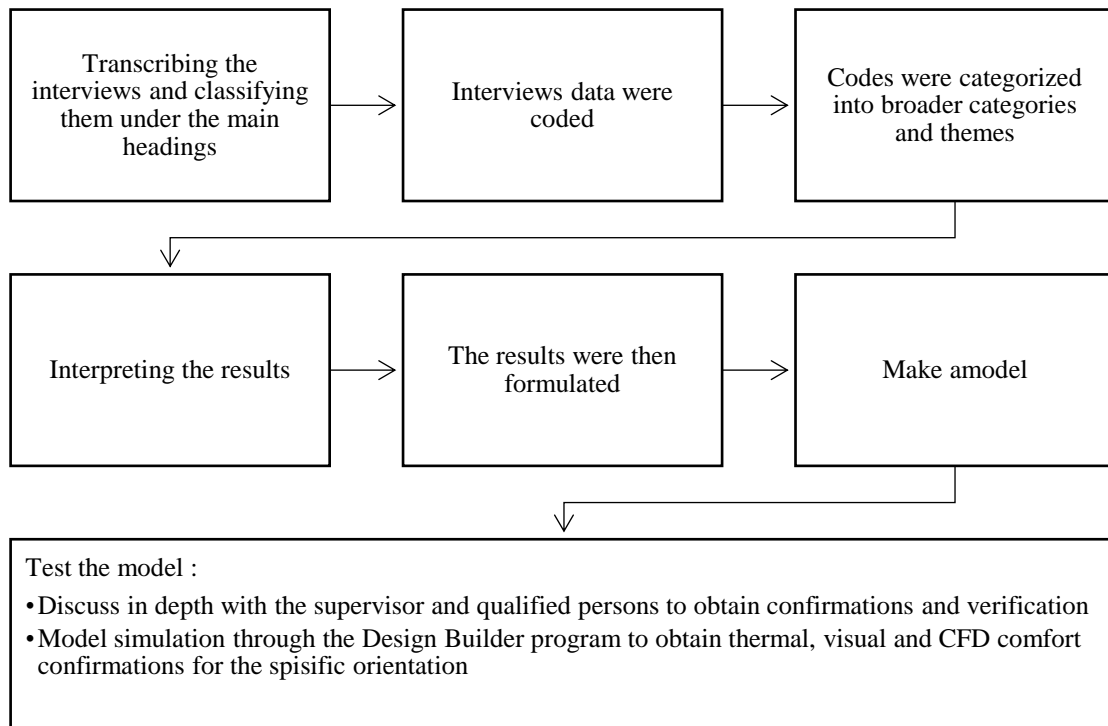 Transcribing the
interviews and classifying
them under the main
headings
Interviews data were
coded
Codes were categorized
into broader categories
and themes
Interpreting the results
The results were then
formulated
Make amodel
Test the model :
•Discuss in depth with the supervisor and qualified persons to obtain confirmations and verification
•Model simulation through the Design Builder program to obtain thermal, visual and CFD comfort
confirmations for the spisific orientation